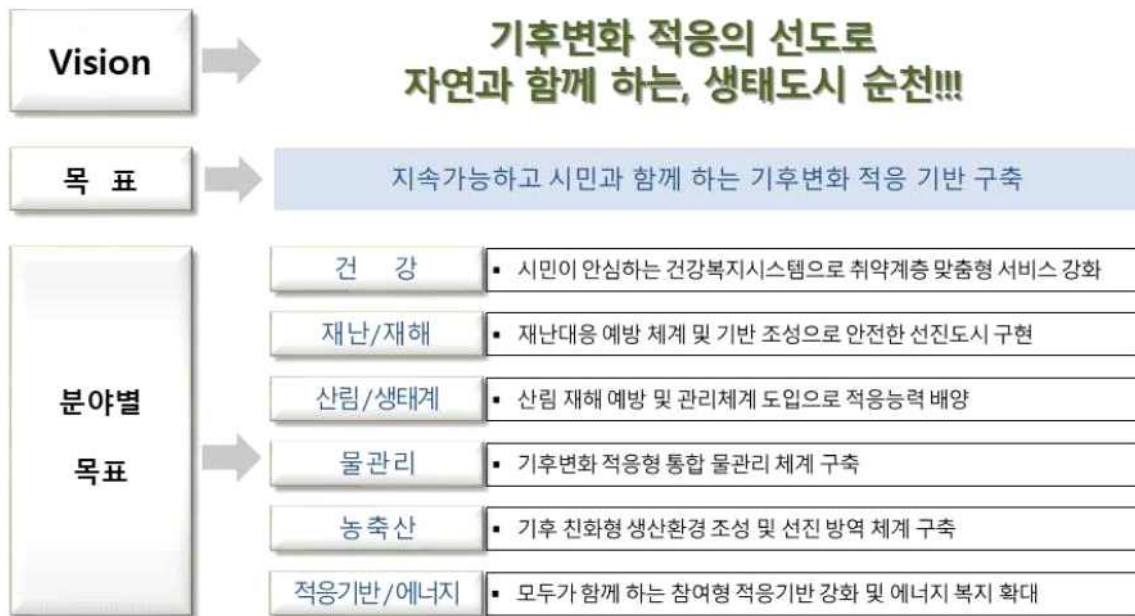 Vision
기후변화 적응의 선도로
자연과 함께 하는, 생태도시 순천!!!
목 표
지속가능하고 시민과 함께 하는 기후변화 적응 기반 구축
분야별
목표
건 강
▪ 시민이 안심하는 건강복지시스템으로 취약계층 맞춤형 서비스 강화
재난/재해
▪ 재난대응 예방 체계 및 기반 조성으로 안전한 선진도시 구현
산림/생태계
▪ 산림 재해 예방 및 관리체계 도입으로 적응능력 배양
물관리
▪ 기후변화 적응형 통합 물관리 체계 구축
농축산
▪ 기후 친화형 생산환경 조성 및 선진 방역 체계 구축
적응기반/에너지
▪ 모두가 함께 하는 참여형 적응기반 강화 및 에너지 복지 확대